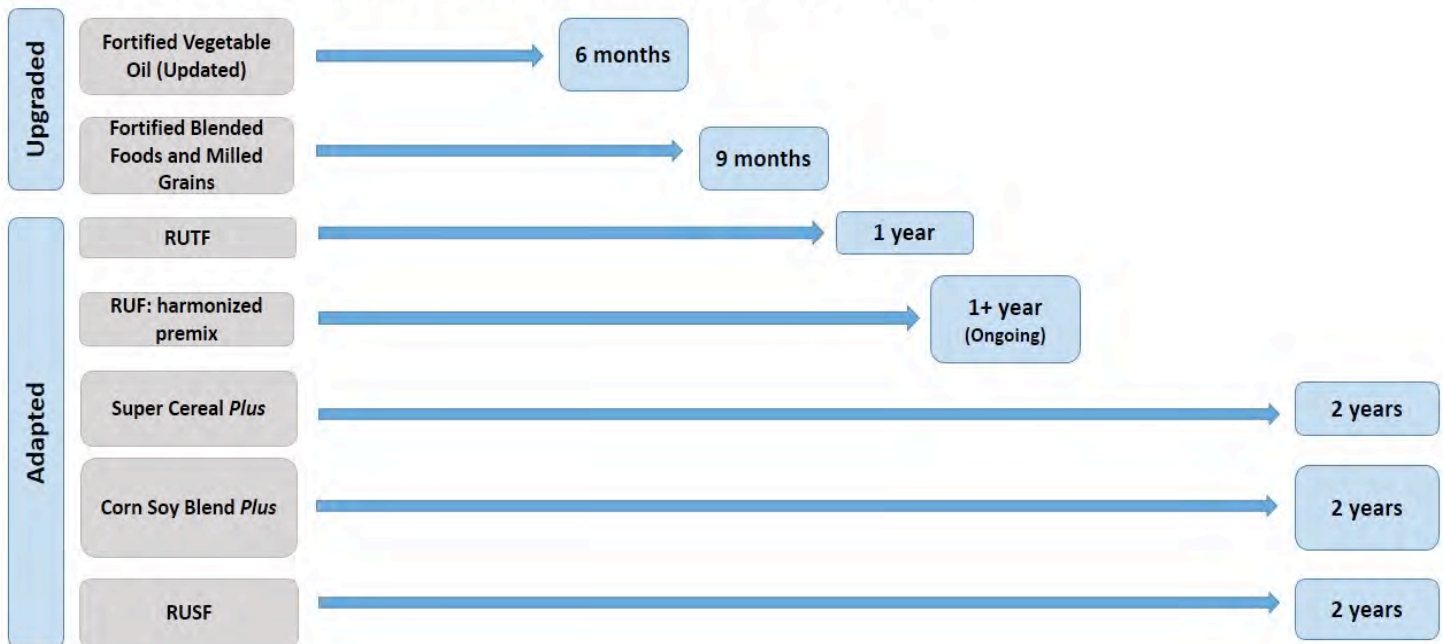 Upgraded
Fortified Vegetable
Oil (Updated)
6 months
Fortified Blended
Foods and Milled
Grains
9 months
Adapted
RUTF
1 year
RUF: harmonized
premix
1+ year
(Ongoing)
Super Cereal Plus
2 years
Corn Soy Blend Plus
2 years
RUSF
2 years